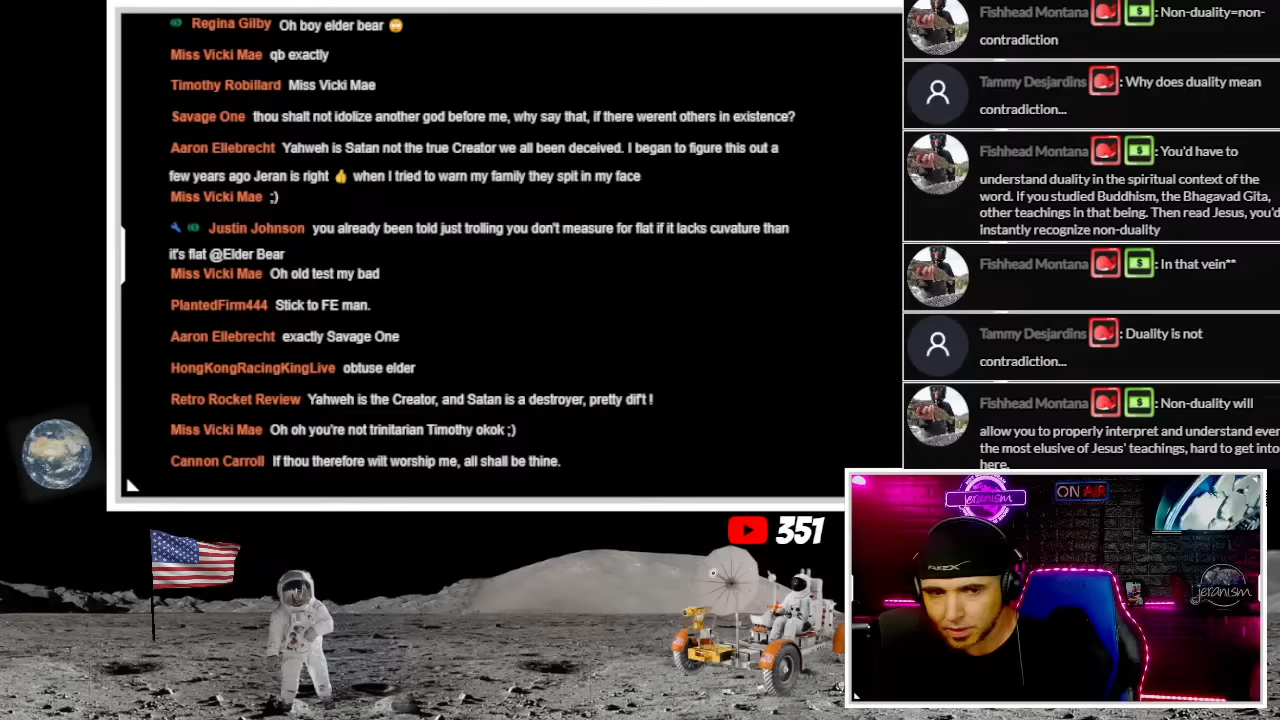 Regina Gilby Oh boy elder bear 🙄
Miss Vicki Mae qb exactly
Timothy Robillard Miss Vicki Mae
Savage One thou shalt not idolize another god before me, why say that, if there werent others in existence?
Aaron Ellebrecht Yahweh is Satan not the true Creator we all been deceived. I began to figure this out a
few years ago Jeran is right 👍 when I tried to warn my family they spit in my face
Miss Vicki Mae ;)
Justin Johnson you already been told just trolling you don't measure for flat if it lacks cuvature than
it's flat @Elder Bear
Miss Vicki Mae Oh old test my bad
PlantedFirm444 Stick to FE man.
Aaron Ellebrecht exactly Savage One
HongKongRacingKingLive obtuse elder
Retro Rocket Review Yahweh is the Creator, and Satan is a destroyer, pretty dif't !
Miss Vicki Mae Oh oh you're not trinitarian Timothy okok ;)
Cannon Carroll If thou therefore wilt worship me, all shall be thine.
Fishhead Montana : Non-duality=non-
contradiction
Tammy Desjardins : Why does duality mean
contradiction...
Fishhead Montana $ : You'd have to
understand duality in the spiritual context of the
word. If you studied Buddhism, the Bhagavad Gita,
other teachings in that being. Then read Jesus, you'd
instantly recognize non-duality
Fishhead Montana $ : In that vein**
Tammy Desjardins : Duality is not
contradiction...
Fishhead Montana $ : Non-duality will
allow you to properly interpret and understand even
the most elusive of Jesus' teachings, hard to get into
here.
351
jeranism
ON AIR
FAKEX
jeranism